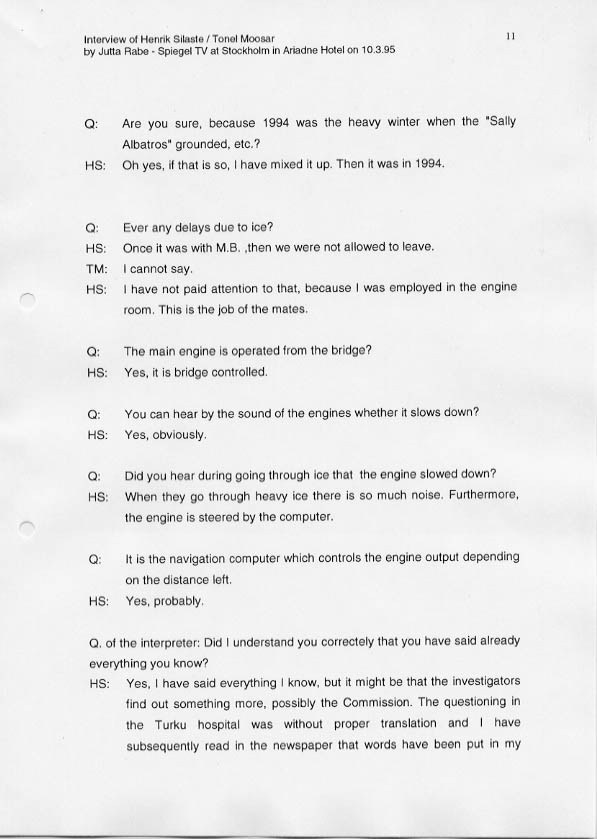 Interview of Henrik Silaste / Tonel Moosar
11
by Jutta Rabe - Spiegel TV at Stockholm in Ariadne Hotel on 10.3.95
Q: Are you sure, because 1994 was the heavy winter when the "Sally
Albatros" grounded, etc.?
HS: Oh yes, if that is so, I have mixed it up. Then it was in 1994.
Q: Ever any delays due to ice?
HS: Once it was with M.B. ,then we were not allowed to leave.
TM: I cannot say.
HS: I have not paid attention to that, because I was employed in the engine
room. This is the job of the mates.
Q: The main engine is operated from the bridge?
HS: Yes, it is bridge controlled.
Q: You can hear by the sound of the engines whether it slows down?
HS: Yes, obviously.
Q: Did you hear during going through ice that the engine slowed down?
HS: When they go through heavy ice there is so much noise. Furthermore,
the engine is steered by the computer.
Q: It is the navigation computer which controls the engine output depending
on the distance left.
HS: Yes, probably.
Q. of the interpreter: Did I understand you correctely that you have said already
everything you know?
HS: Yes, I have said everything I know, but it might be that the investigators
find out something more, possibly the Commission. The questioning in
the Turku hospital was without proper translation and I have
subsequently read in the newspaper that words have been put in my